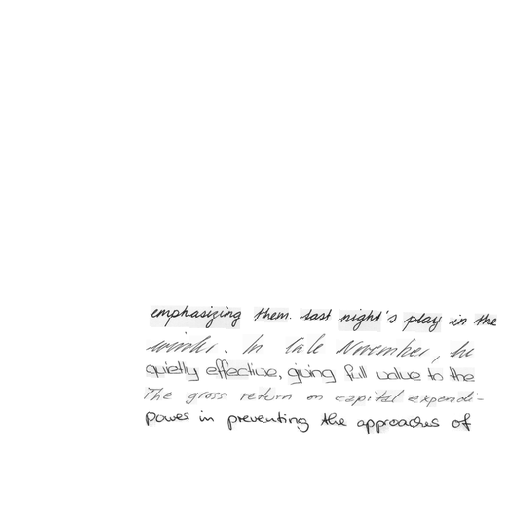 emphasizing them. Last night's play in the
winter. In late November, he
quietly effective, giving full value to the
The gross return on capital expendi-
power in preventing the approaches of